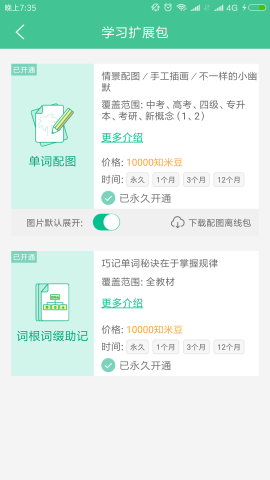 晚上7:35
4G
学习扩展包
已开通
单词配图
情景配图/手工插画/不一样的小幽
默
覆盖范围: 中考、高考、四级、专升
本、考研、新概念 (1、2)
更多介绍
价格: 10000知米豆
时间: 永久 1个月 3个月 12个月
已永久开通
图片默认展开:
下载配图离线包
已开通
词根词缀助记
巧记单词秘诀在于掌握规律
覆盖范围: 全教材
更多介绍
价格: 10000知米豆
时间: 永久 1个月 3个月 12个月
已永久开通